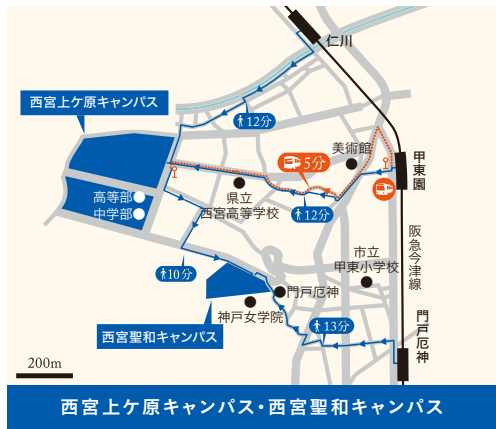 仁川
西宮上ケ原キャンパス
12分
美術館
5分
甲東園
高等部
中学部
県立
西宮高等学校
12分
阪急今津線
市立
甲東小学校
10分
門戸厄神
神戸女学院
門戸厄神
13分
西宮聖和キャンパス
200m
西宮上ケ原キャンパス・西宮聖和キャンパス